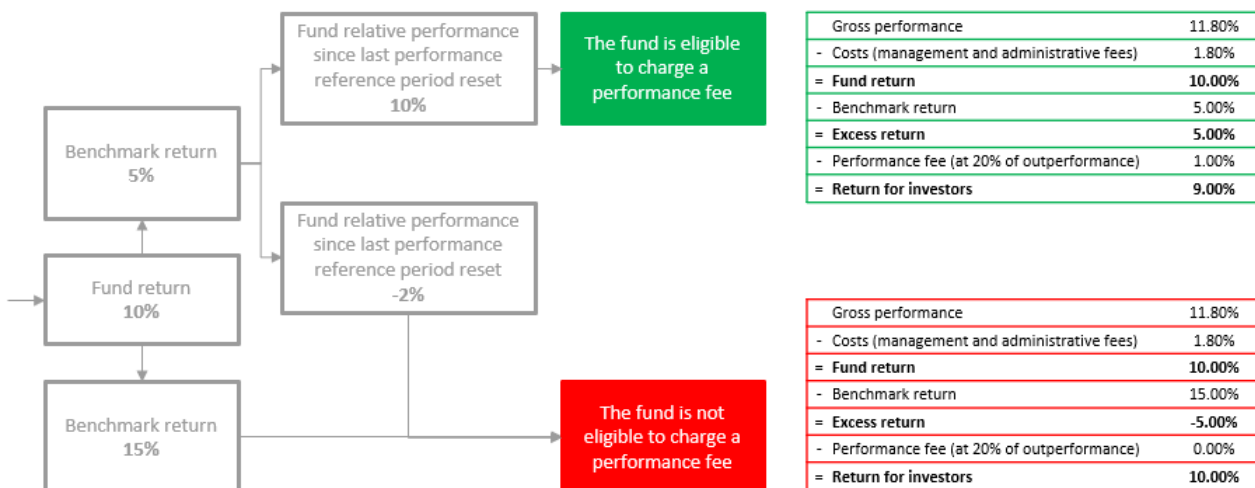 Fund relative performance
since last performance
reference period reset
10%
The fund is eligible
to charge a
performance fee
Benchmark return
5%
Fund relative performance
since last performance
reference period reset
-2%
Fund return
10%
Benchmark return
15%
The fund is not
eligible to charge a
performance fee
Gross performance 11.80%
- Costs (management and administrative fees) 1.80%
= Fund return 10.00%
- Benchmark return 5.00%
= Excess return 5.00%
- Performance fee (at 20% of outperformance) 1.00%
= Return for investors 9.00%
Gross performance 11.80%
- Costs (management and administrative fees) 1.80%
= Fund return 10.00%
- Benchmark return 15.00%
= Excess return -5.00%
- Performance fee (at 20% of outperformance) 0.00%
= Return for investors 10.00%